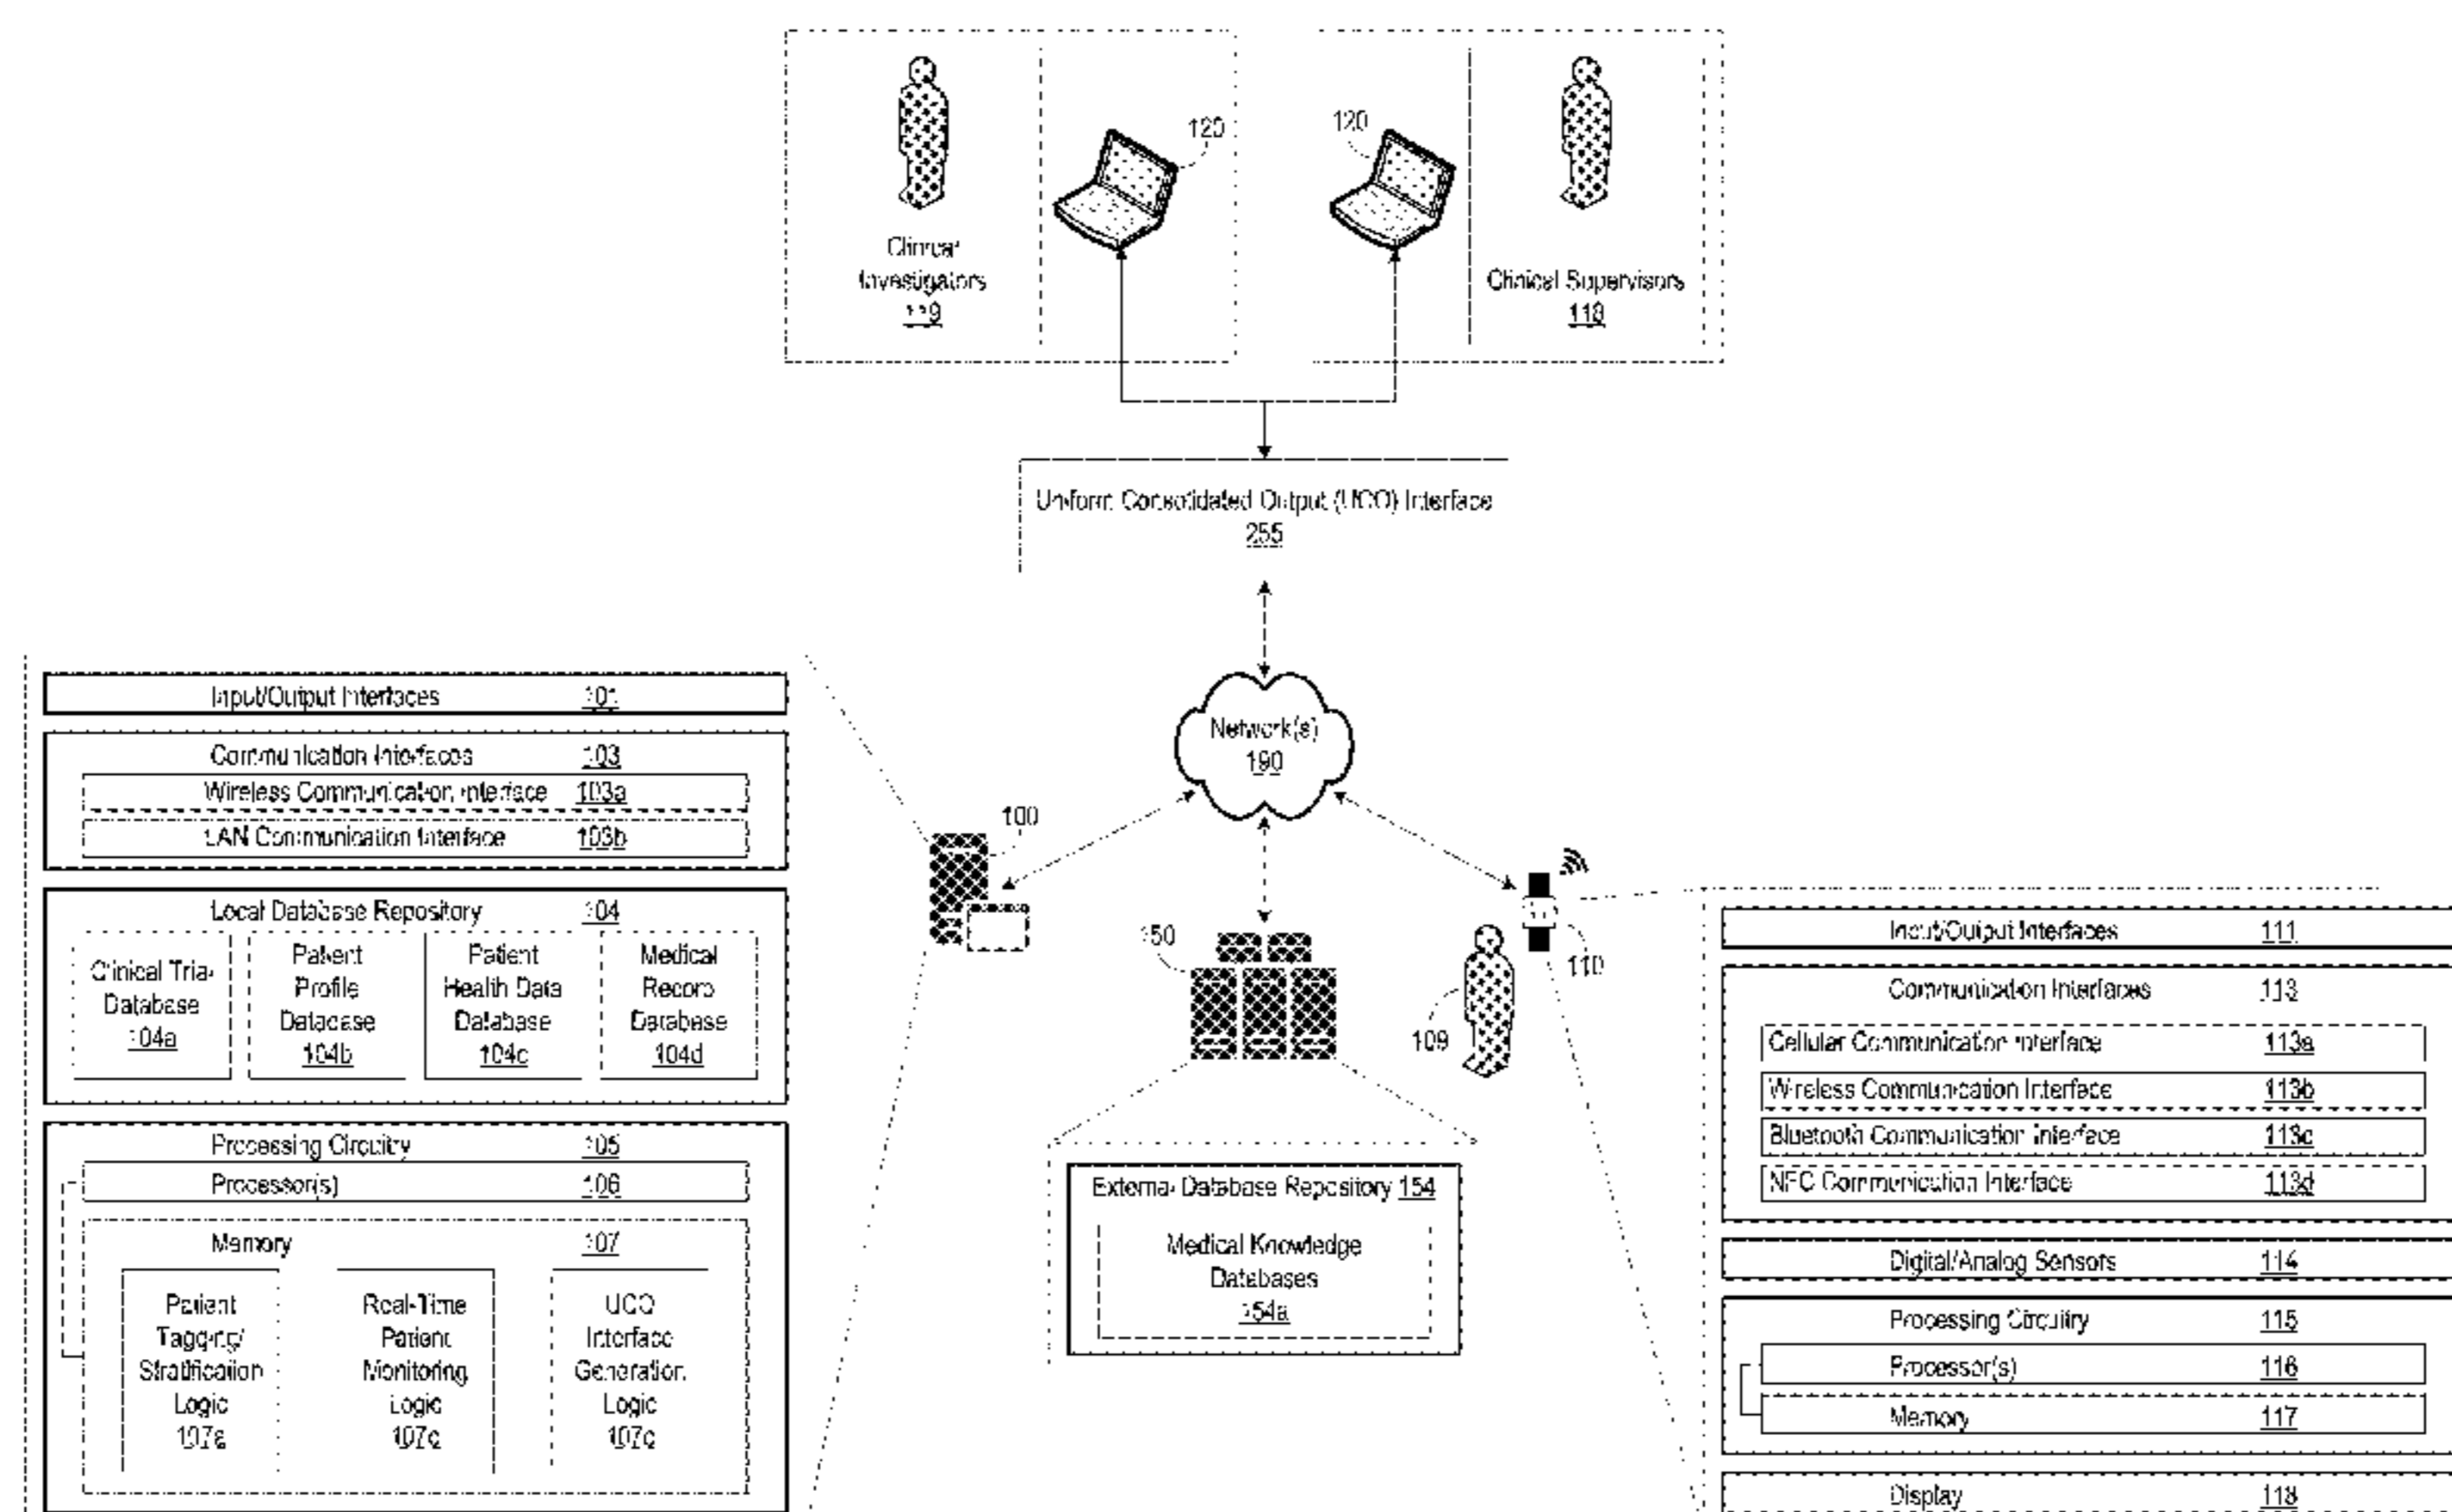 120
120
Clinical
Investigators
119
Clinical Supervisors
118
Uniform Consolidated Output (UCO) Interface
255
Input/Output Interfaces 101
Communication Interfaces 103
Wireless Communication Interface 103a
LAN Communication Interface 103b
Local Database Repository 104
Clinical Trial
Database
104a
Patient
Profile
Database
104b
Patient
Health Data
Database
104c
Medical
Record
Database
104d
Processing Circuitry 105
Processor(s) 106
Memory 107
Patient
Tagging/
Stratification
Logic
107a
Real-Time
Patient
Monitoring
Logic
107c
UCO
Interface
Generation
Logic
107c
Network(s)
190
100
150
109
110
External Database Repository 154
Medical Knowledge
Databases
154a
Input/Output Interfaces 111
Communication Interfaces 113
Cellular Communication Interface 113a
Wireless Communication Interface 113b
Bluetooth Communication Interface 113c
NFC Communication Interface 113d
Digital/Analog Sensors 114
Processing Circuitry 115
Processor(s) 116
Memory 117
Display 118